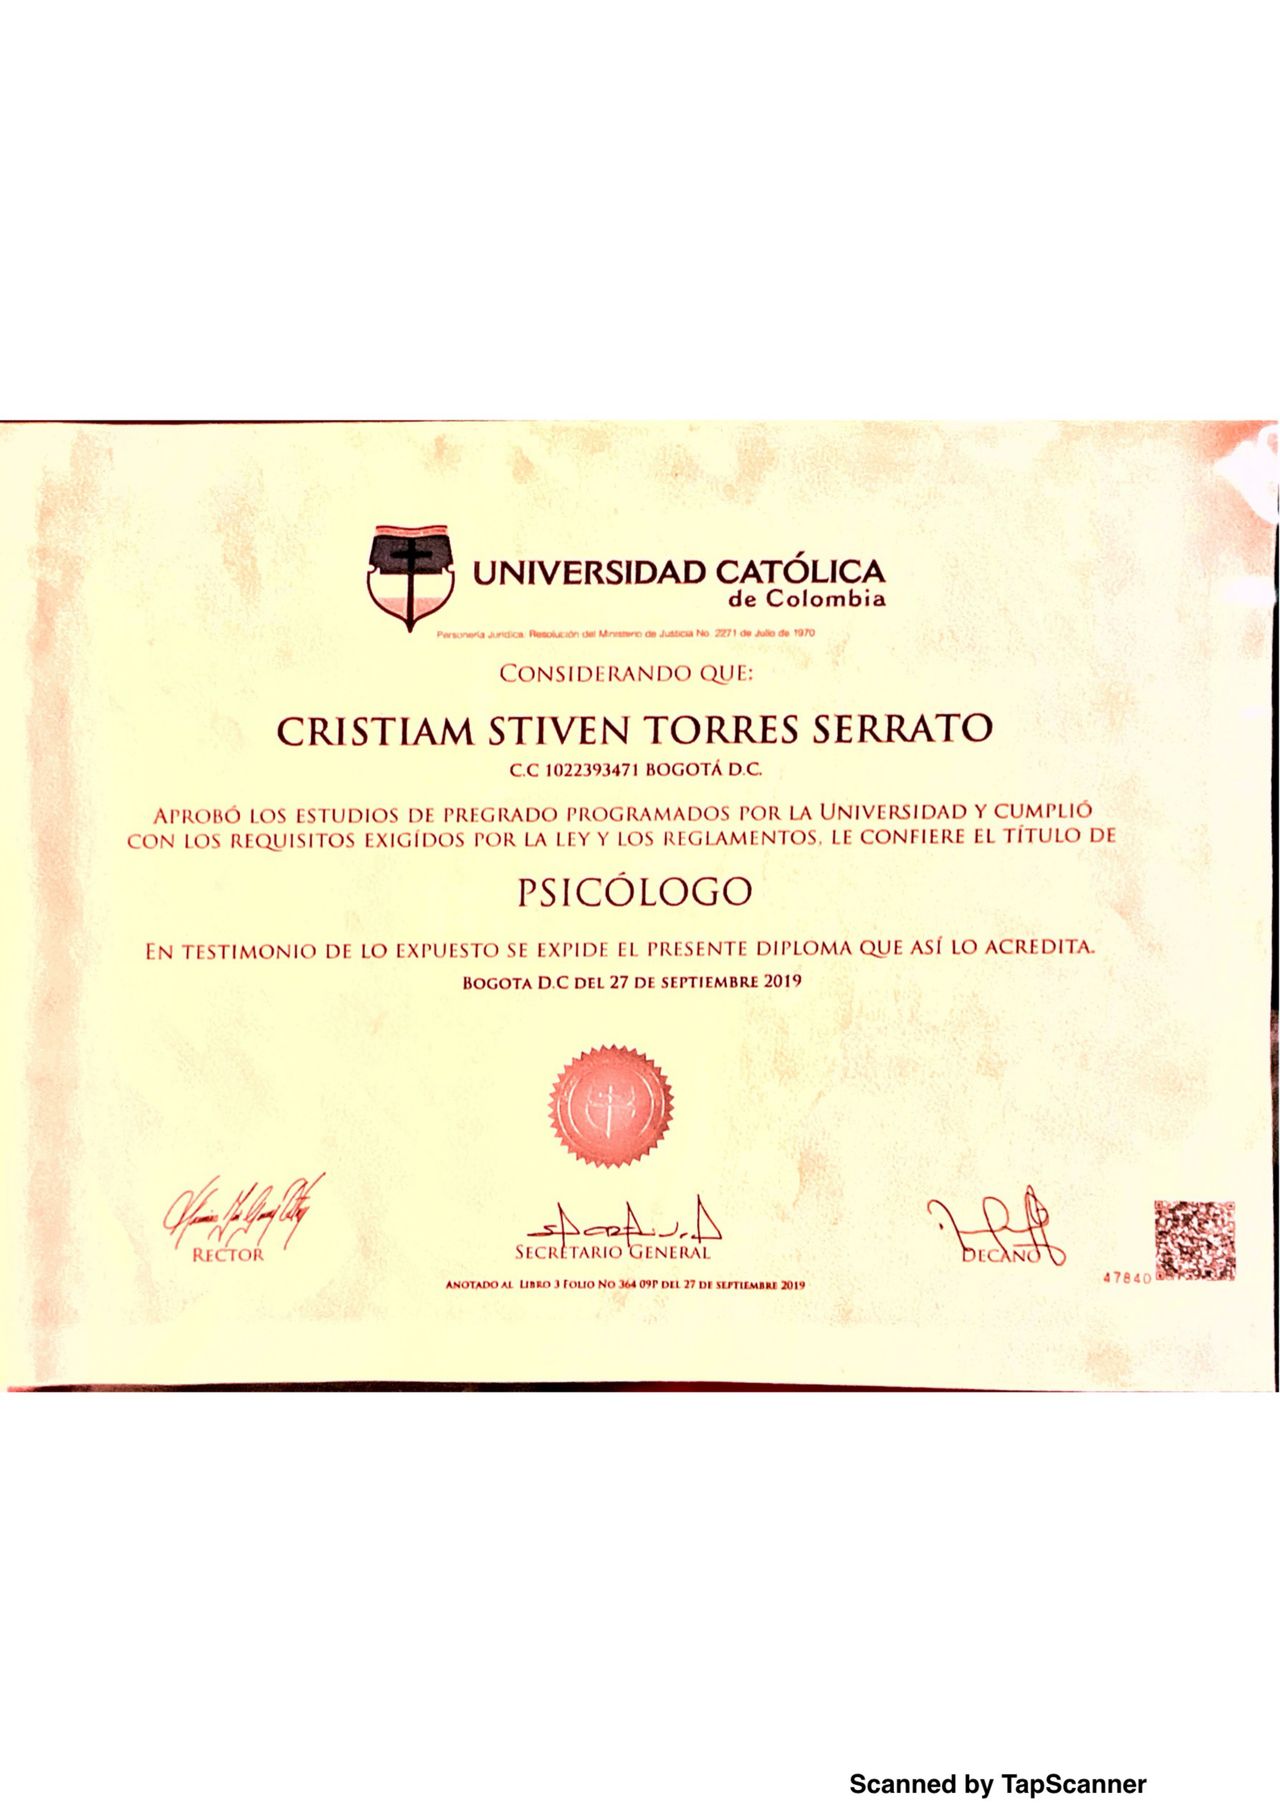 UNIVERSIDAD CATÓLICA
de Colombia
Personería Jurídica. Resolución del Ministerio de Justicia No. 2271 de Julio de 1970
CONSIDERANDO QUE:
CRISTIAM STIVEN TORRES SERRATO
C.C 1022393471 BOGOTÁ D.C.
APROBÓ LOS ESTUDIOS DE PREGRADO PROGRAMADOS POR LA UNIVERSIDAD Y CUMPLIÓ
CON LOS REQUISITOS EXIGÍDOS POR LA LEY Y LOS REGLAMENTOS, LE CONFIERE EL TÍTULO DE
PSICÓLOGO
EN TESTIMONIO DE LO EXPUESTO SE EXPIDE EL PRESENTE DIPLOMA QUE ASÍ LO ACREDITA.
BOGOTA D.C DEL 27 DE SEPTIEMBRE 2019
RECTOR
SECRETARIO GENERAL
DECANO
47840
ANOTADO AL LIBRO 3 FOLIO NO 364 09P DEL 27 DE SEPTIEMBRE 2019
Scanned by TapScanner